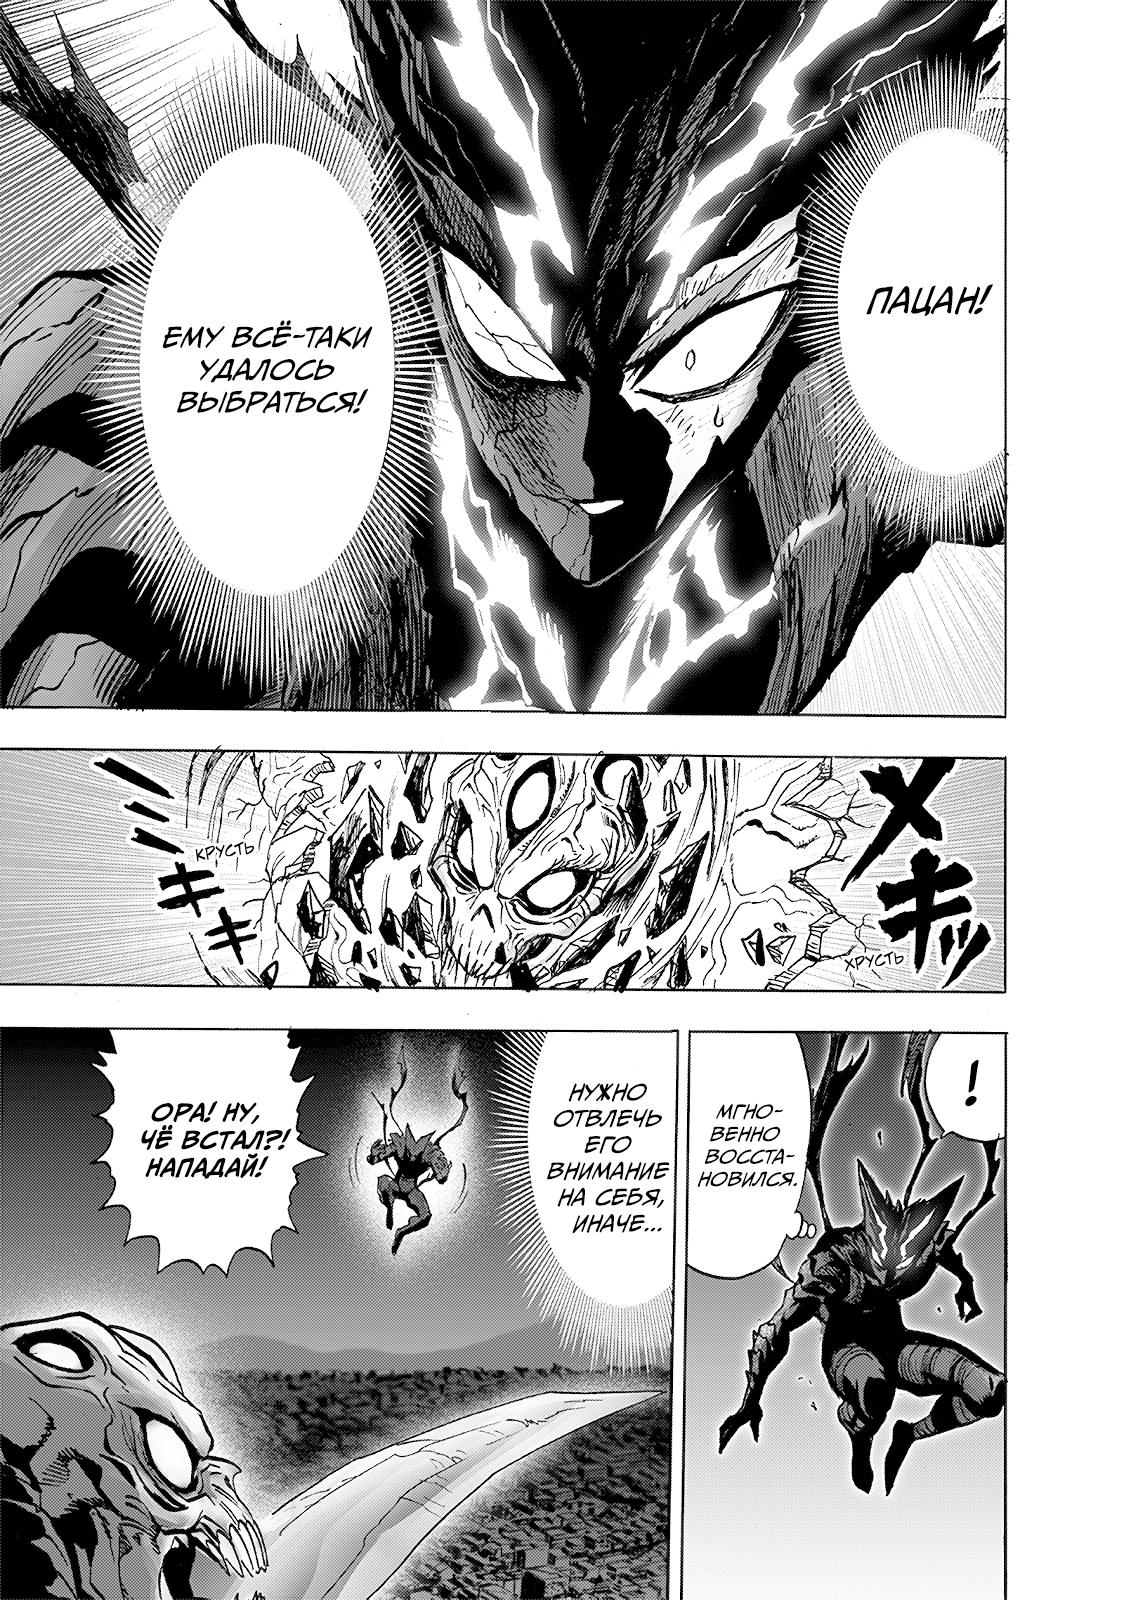 ПАЦАН!
ЕМУ ВСЁ-ТАКИ
УДАЛОСЬ
ВЫБРАТЬСЯ!
メキッ
ХРУСТЬ
キキ
КРУСТЬ
!
МГНО-
ВЕННО
ВОССТА-
НОВИЛСЯ.
НУЖНО
ОТВЛЕЧЬ
ЕГО
ВНИМАНИЕ
НА СЕБЯ,
ИНАЧЕ...
ОРА! НУ,
ЧЁ ВСТАЛ?!
НАПАДАЙ!